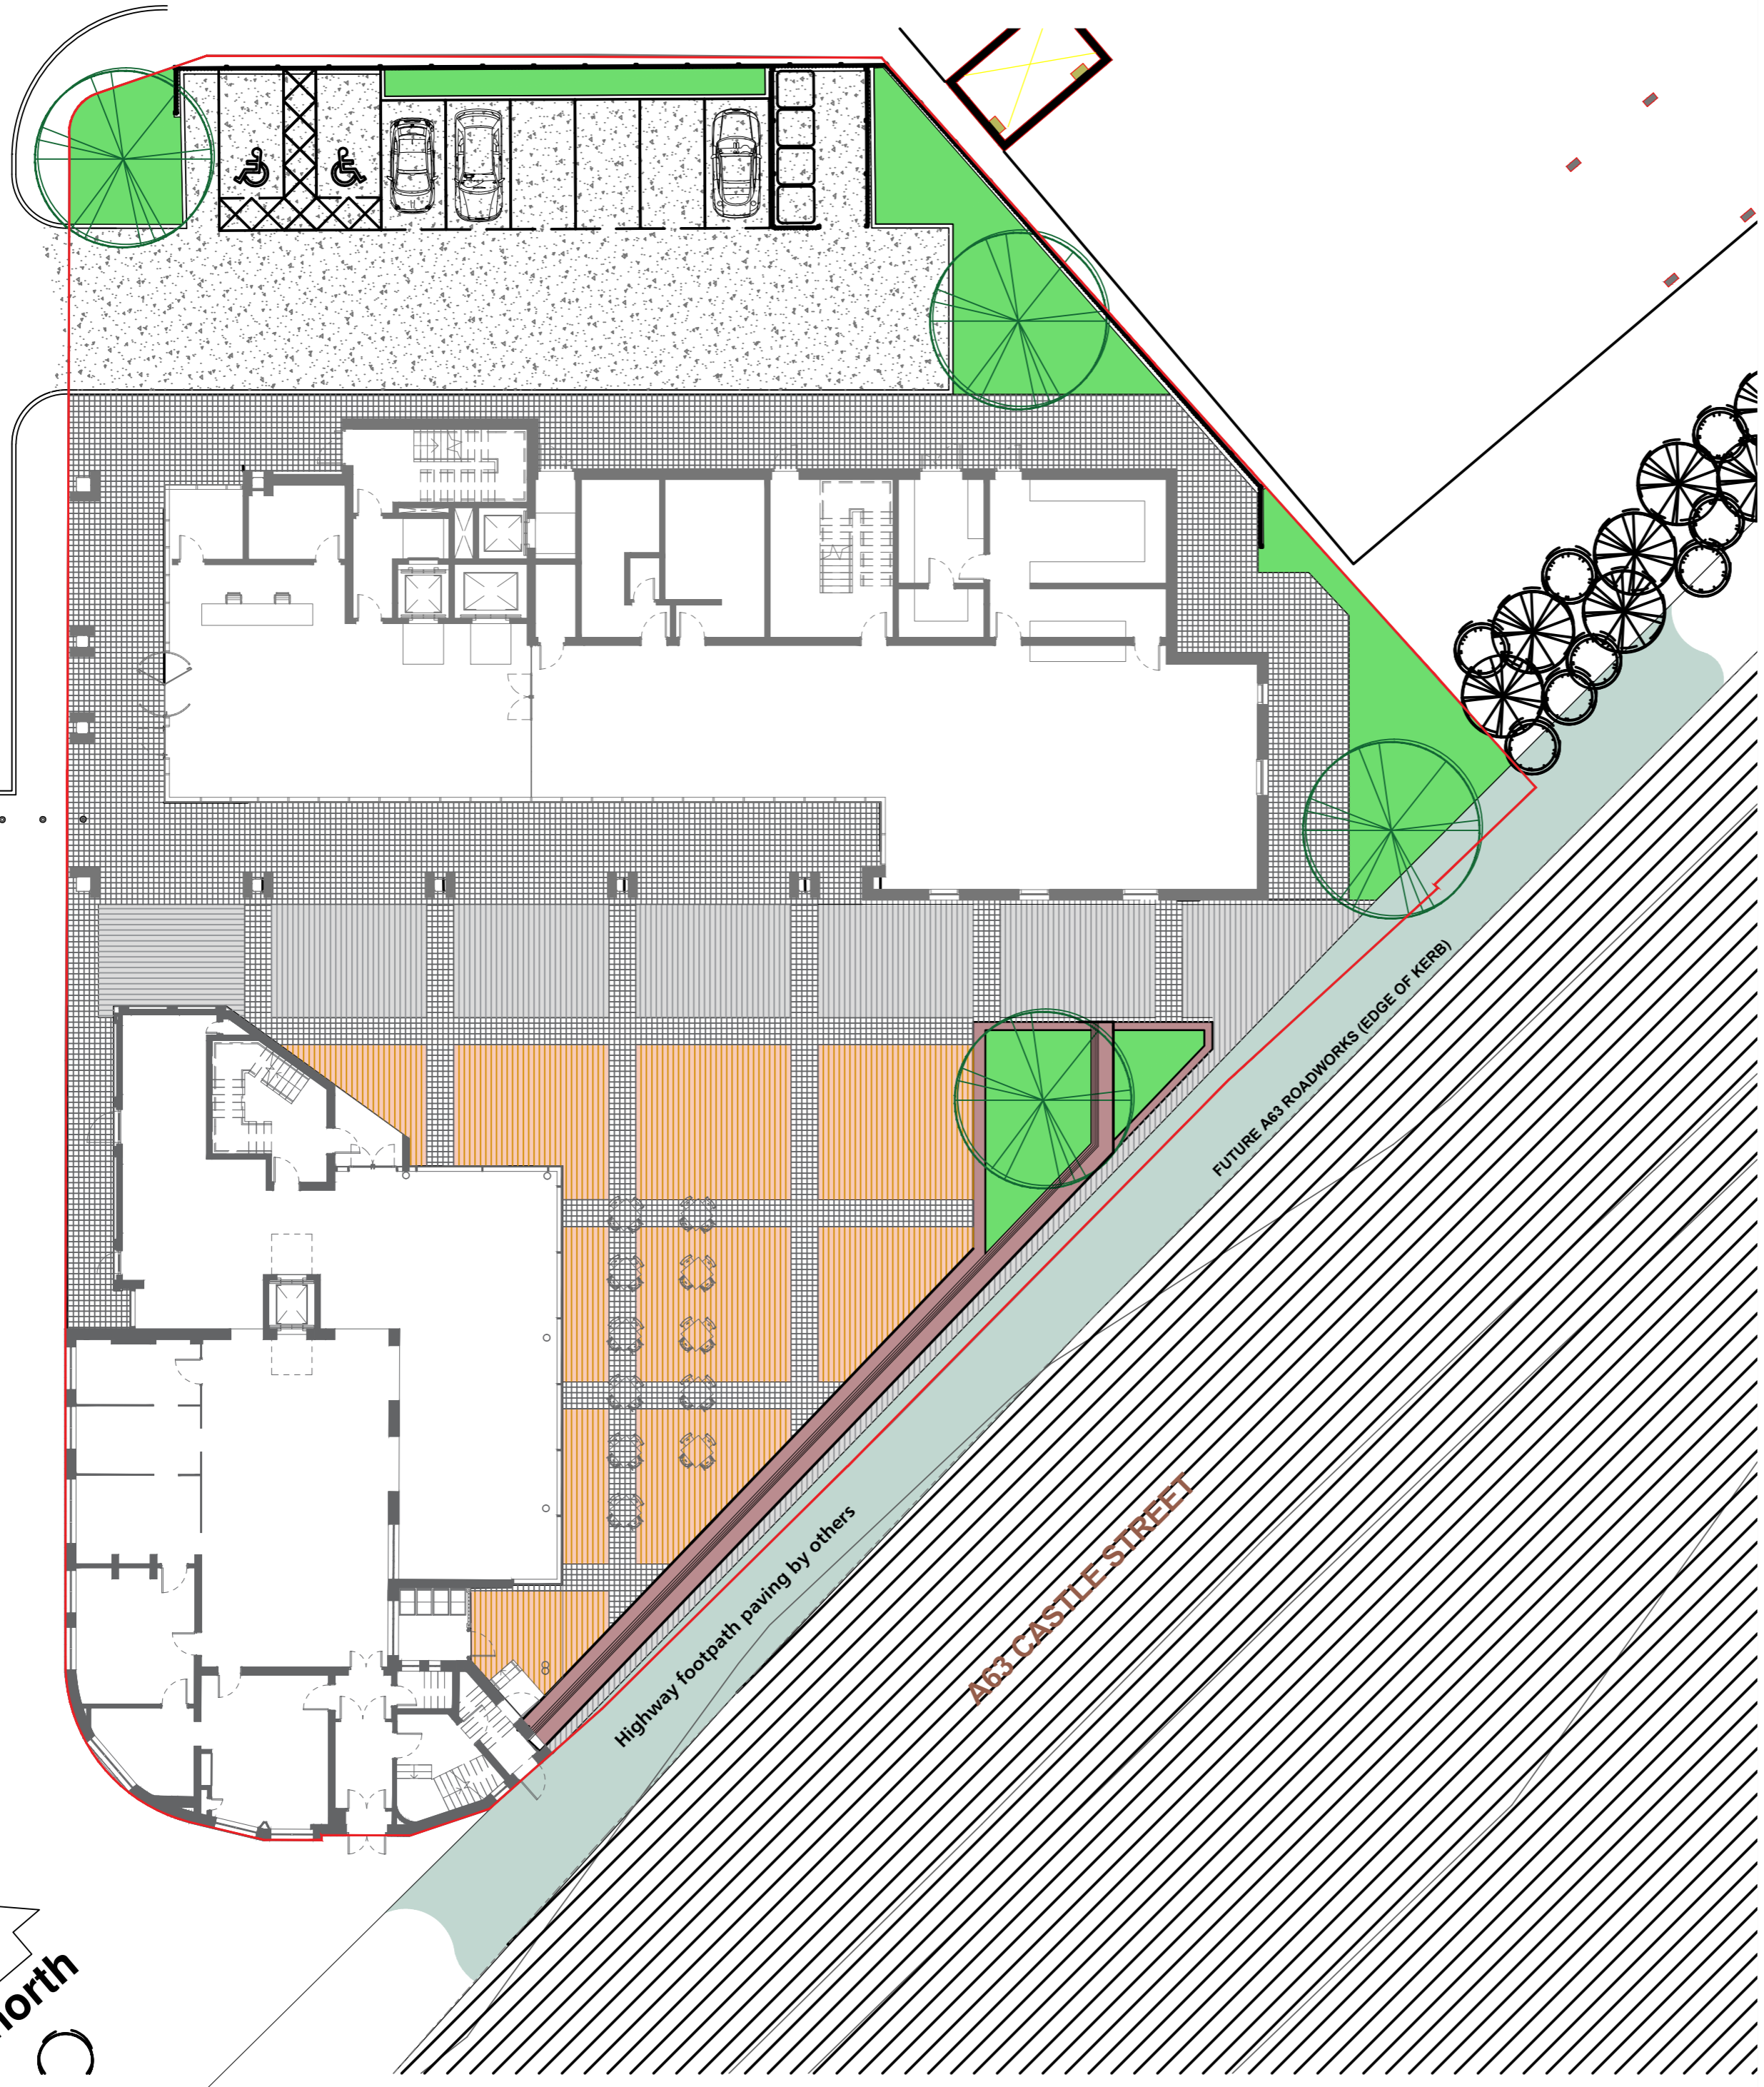 FUTURE A63 ROADWORKS (EDGE OF KERB)
Highway footpath paving by others
A63 CASTLE STREET
orth